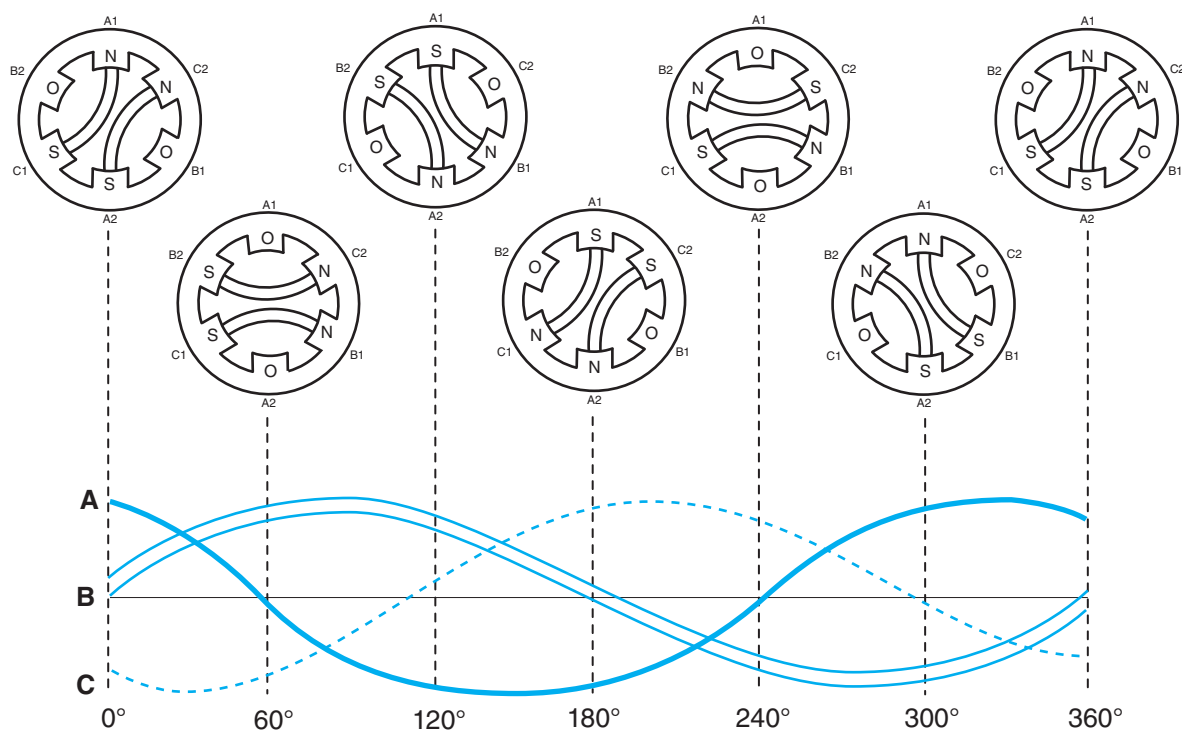 A1
N
B2 O N C2
C1 S O B1
S
A2
A1
S
B2 S O C2
C1 O N B1
N
A2
A1
O
B2 N S C2
C1 S N B1
O
A2
A1
N
B2 O N C2
C1 S O B1
S
A2
A1
O
B2 S N C2
C1 S N B1
O
A2
A1
S
B2 O S C2
C1 N O B1
N
A2
A1
N
B2 N O C2
C1 O S B1
S
A2
A
B
C
0° 60° 120° 180° 240° 300° 360°